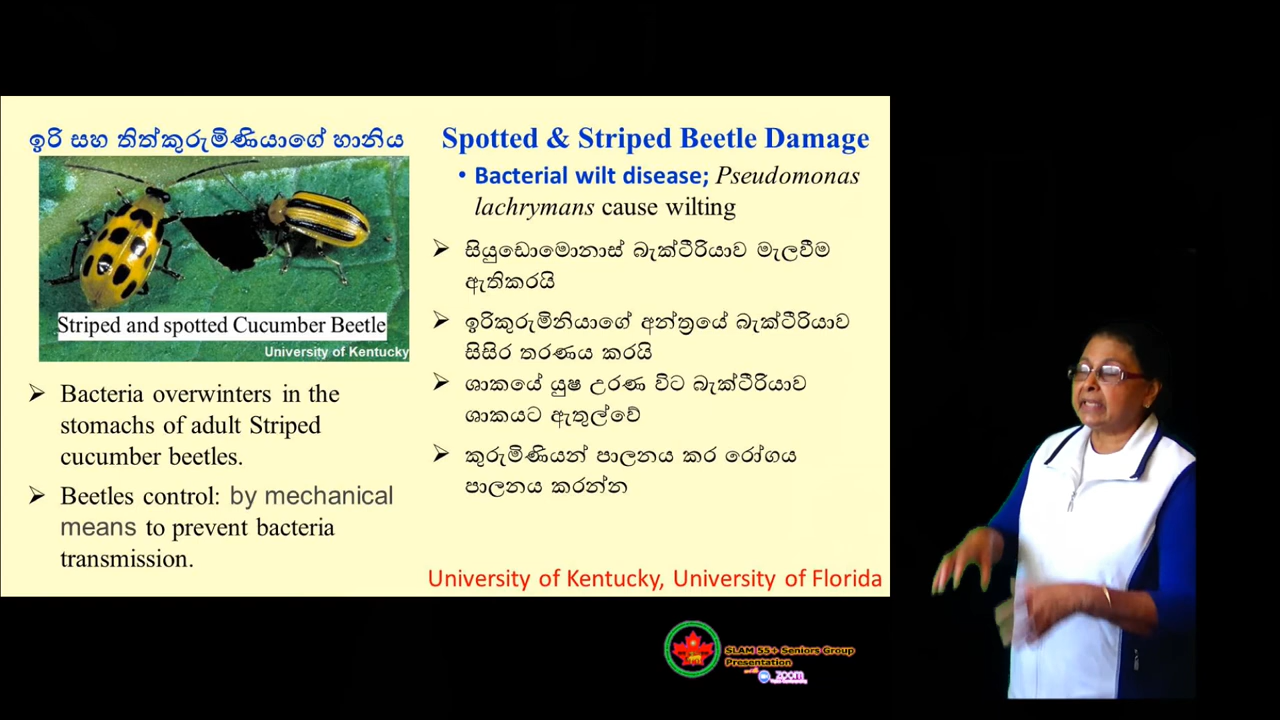 ඉරි සහ තිත්කුරුමිණියාගේ හානිය
Striped and spotted Cucumber Beetle
University of Kentucky
➢ Bacteria overwinters in the
stomachs of adult Striped
cucumber beetles.
➢ Beetles control: by mechanical
means to prevent bacteria
transmission.
Spotted & Striped Beetle Damage
• Bacterial wilt disease; Pseudomonas
lachrymans cause wilting
➢ සියුඩොමොනාස් බැක්ටීරියාව මැලවීම
ඇතිකරයි
➢ ඉරිකුරුමිනියාගේ අන්ත්‍රයේ බැක්ටීරියාව
සිසිර තරණය කරයි
➢ ශාකයේ යුෂ උරණ විට බැක්ටීරියාව
ශාකයට ඇතුල්වේ
➢ කුරුමිණියන් පාලනය කර රෝගය
පාලනය කරන්න
University of Kentucky, University of Florida
SLAM 55+ Seniors Group
Presentation
zoom